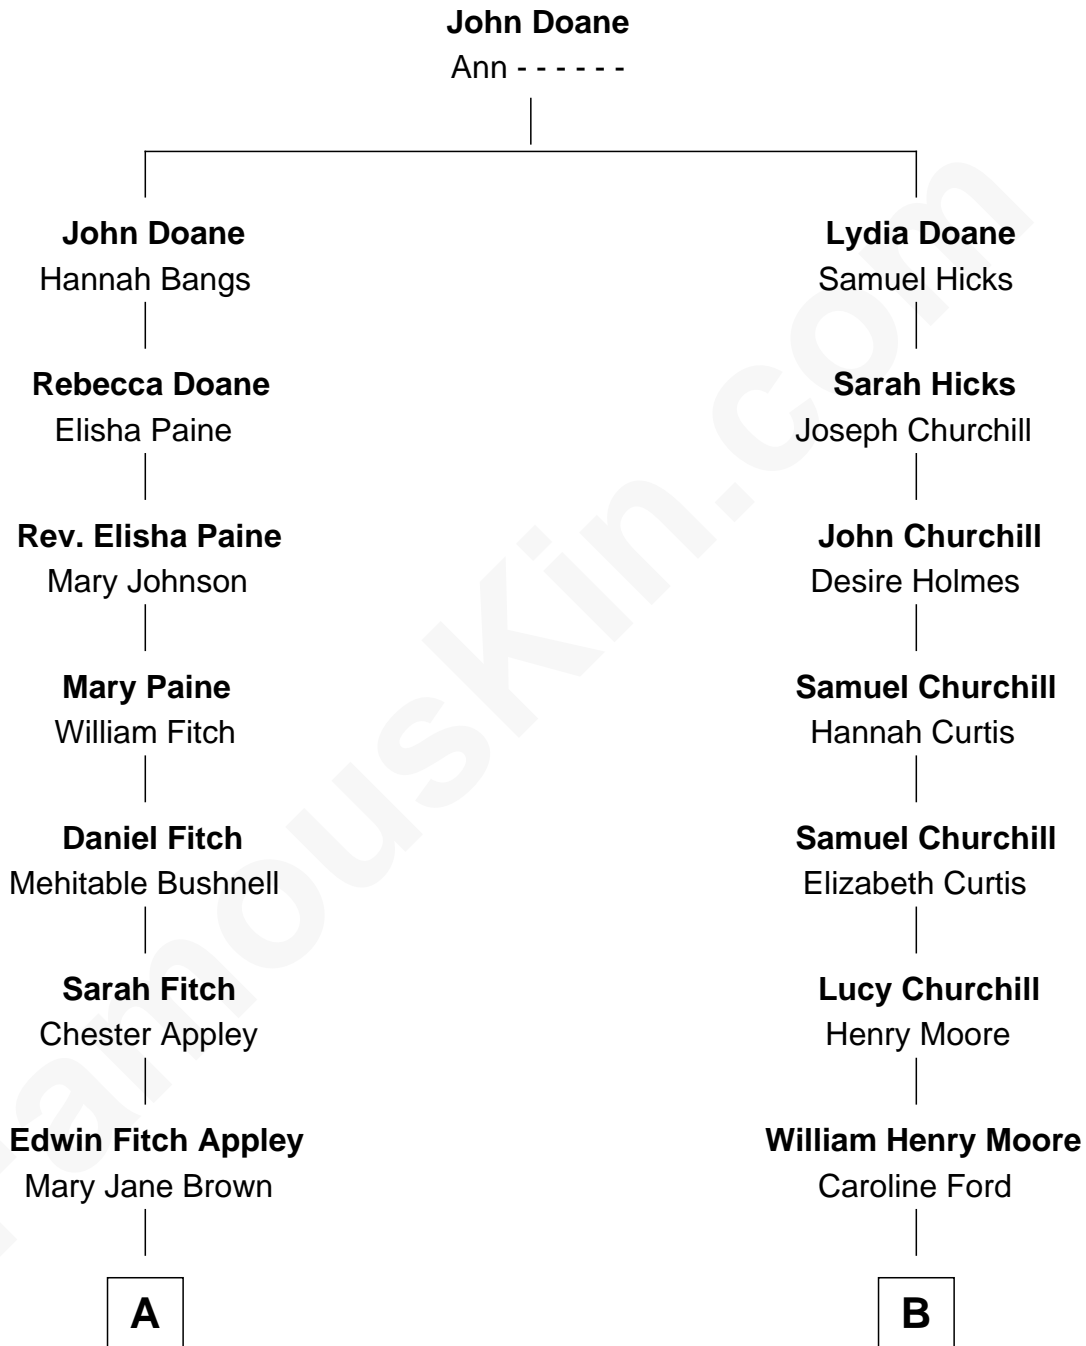 John Doane
Ann - - - - - -
John Doane
Hannah Bangs
Lydia Doane
Samuel Hicks
Rebecca Doane
Elisha Paine
Sarah Hicks
Joseph Churchill
Rev. Elisha Paine
Mary Johnson
John Churchill
Desire Holmes
Mary Paine
William Fitch
Samuel Churchill
Hannah Curtis
Daniel Fitch
Mehitable Bushnell
Samuel Churchill
Elizabeth Curtis
Sarah Fitch
Chester Appley
Lucy Churchill
Henry Moore
Edwin Fitch Appley
Mary Jane Brown
William Henry Moore
Caroline Ford
A
B
FamousKin.com